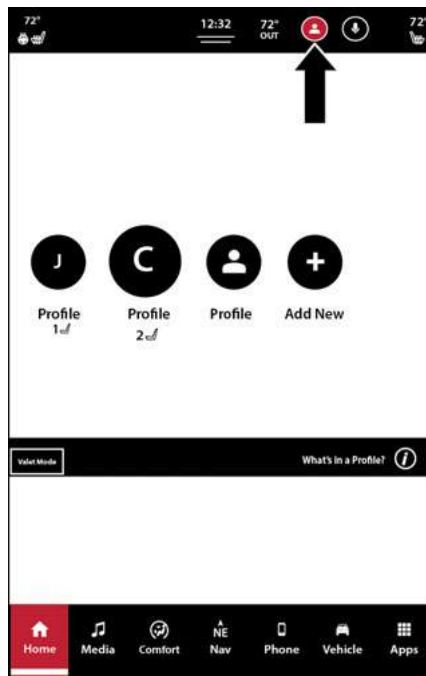 72°
12:32
72°
OUT
72°
J
C
+
Profile
1
Profile
2
Profile
Add New
Valet Mode
What's in a Profile?
i
Home
Media
Comfort
NE
Nav
Phone
Vehicle
Apps